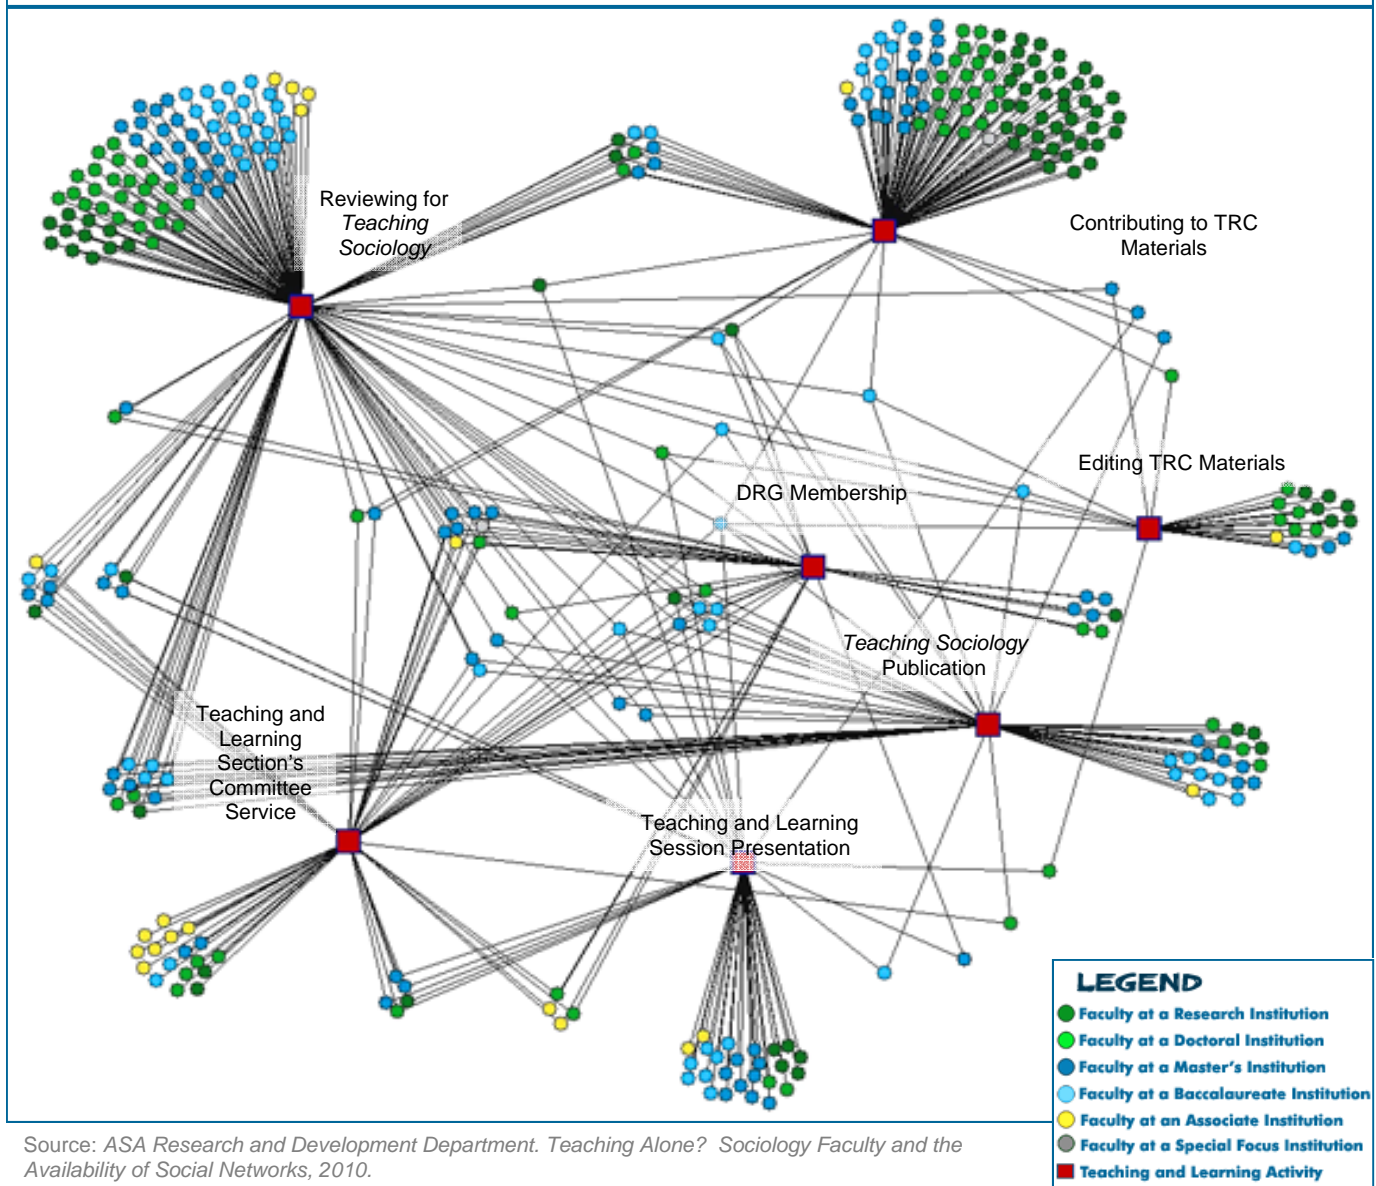 Reviewing for
Teaching
Sociology
Contributing to TRC
Materials
Editing TRC Materials
DRG Membership
Teaching Sociology
Publication
Teaching and
Learning
Section's
Committee
Service
Teaching and Learning
Session Presentation
LEGEND
Faculty at a Research Institution
Faculty at a Doctoral Institution
Faculty at a Master's Institution
Faculty at a Baccalaureate Institution
Faculty at an Associate Institution
Faculty at a Special Focus Institution
Teaching and Learning Activity
Source: ASA Research and Development Department. Teaching Alone? Sociology Faculty and the
Availability of Social Networks, 2010.